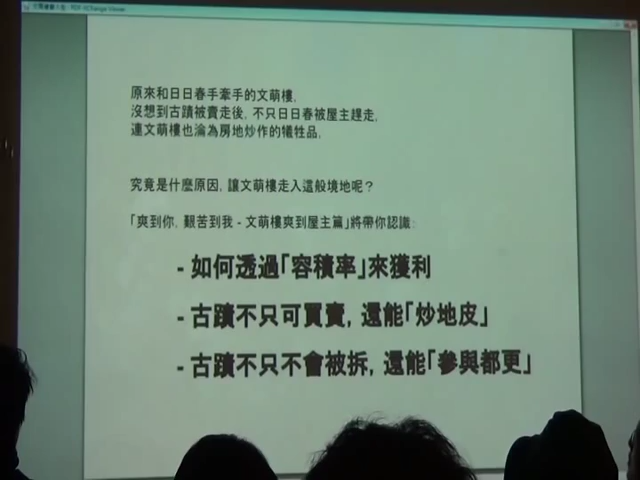 原來和日日春手牽手的文萌樓,
沒想到古蹟被賣走後, 不只日日春被屋主趕走,
連文萌樓也淪為房地炒作的犧牲品,
究竟是什麼原因, 讓文萌樓走入這般境地呢？
「爽到你, 艱苦到我 - 文萌樓爽到屋主篇」將帶你認識:
- 如何透過「容積率」來獲利
- 古蹟不只可買賣, 還能「炒地皮」
- 古蹟不只不會被拆, 還能「參與都更」